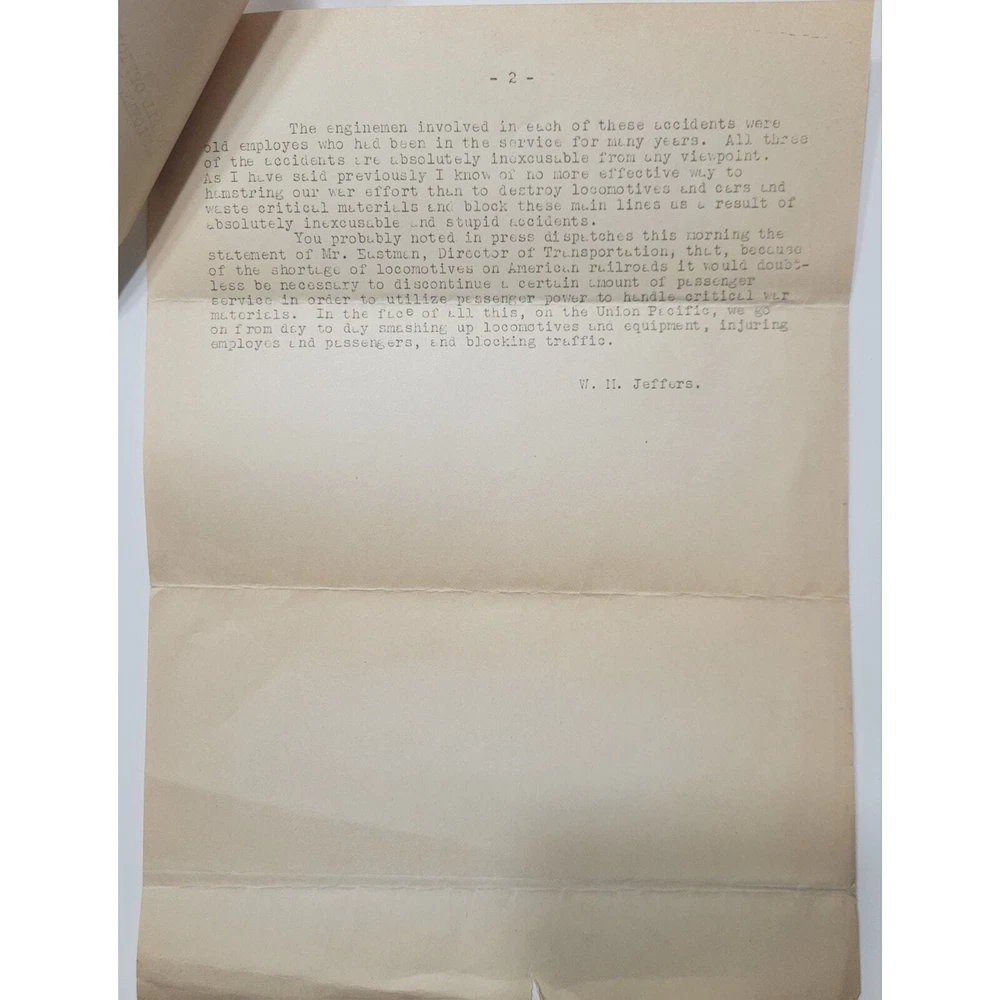 - 2 -
The enginemen involved in each of these accidents were
old employes who had been in the service for many years. All three
of the accidents are absolutely inexcusable from any viewpoint.
As I have said previously I know of no more effective way to
hamstring our war effort than to destroy locomotives and cars and
waste critical materials and block these main lines as a result of
absolutely inexcusable and stupid accidents.
You probably noted in press dispatches this morning the
statement of Mr. Eastman, Director of Transportation, that, because
of the shortage of locomotives on American railroads it would doubt-
less be necessary to discontinue a certain amount of passenger
service in order to utilize passenger power to handle critical war
materials. In the face of all this, on the Union Pacific, we go
on from day to day smashing up locomotives and equipment, injuring
employes and passengers, and blocking traffic.
W. M. Jeffers.